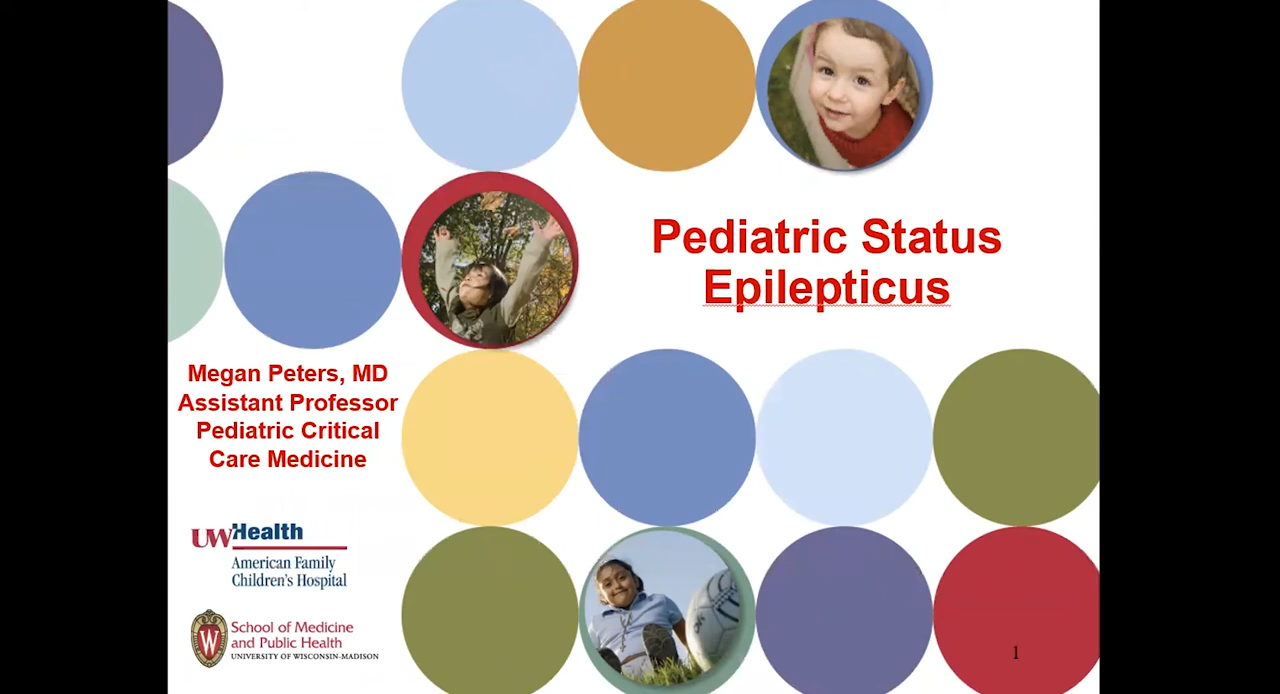 Pediatric Status
Epilepticus
Megan Peters, MD
Assistant Professor
Pediatric Critical
Care Medicine
UWHealth
American Family
Children's Hospital
W
School of Medicine
and Public Health
UNIVERSITY OF WISCONSIN-MADISON
1